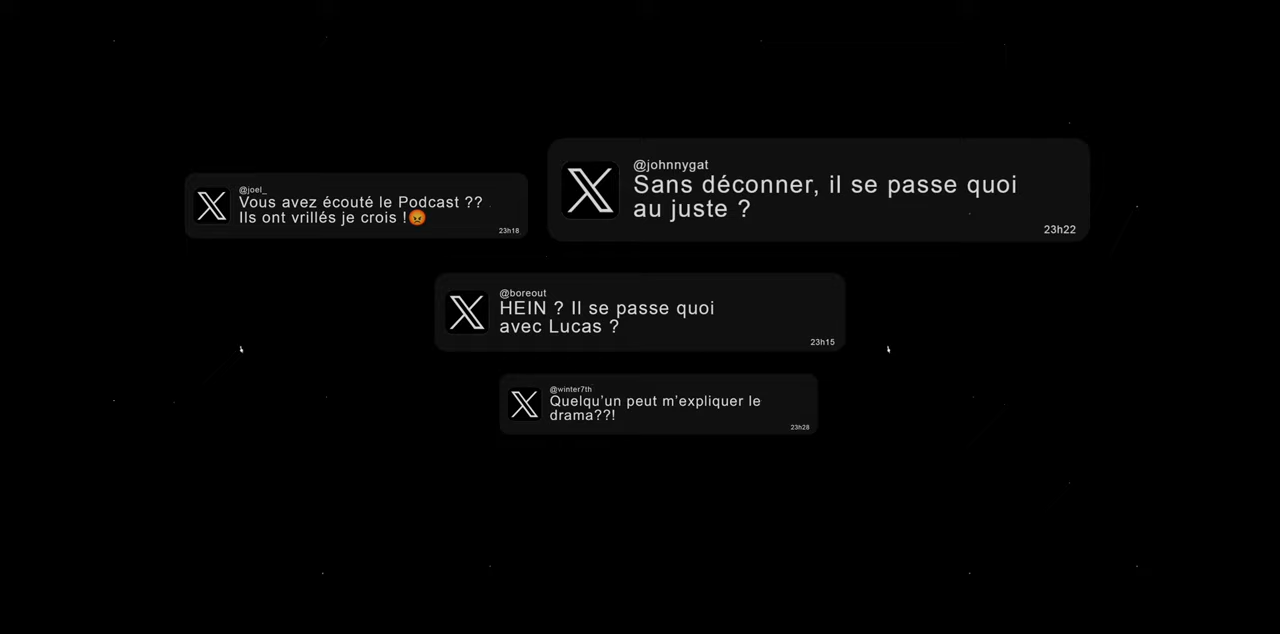 @joel_
Vous avez écouté le Podcast ??
Ils ont vrillés je crois !😡
23h18
@johnnygat
Sans déconner, il se passe quoi
au juste ?
23h22
@boreout
HEIN ? Il se passe quoi
avec Lucas ?
23h15
@winter7th
Quelqu'un peut m'expliquer le
drama??!
23h28